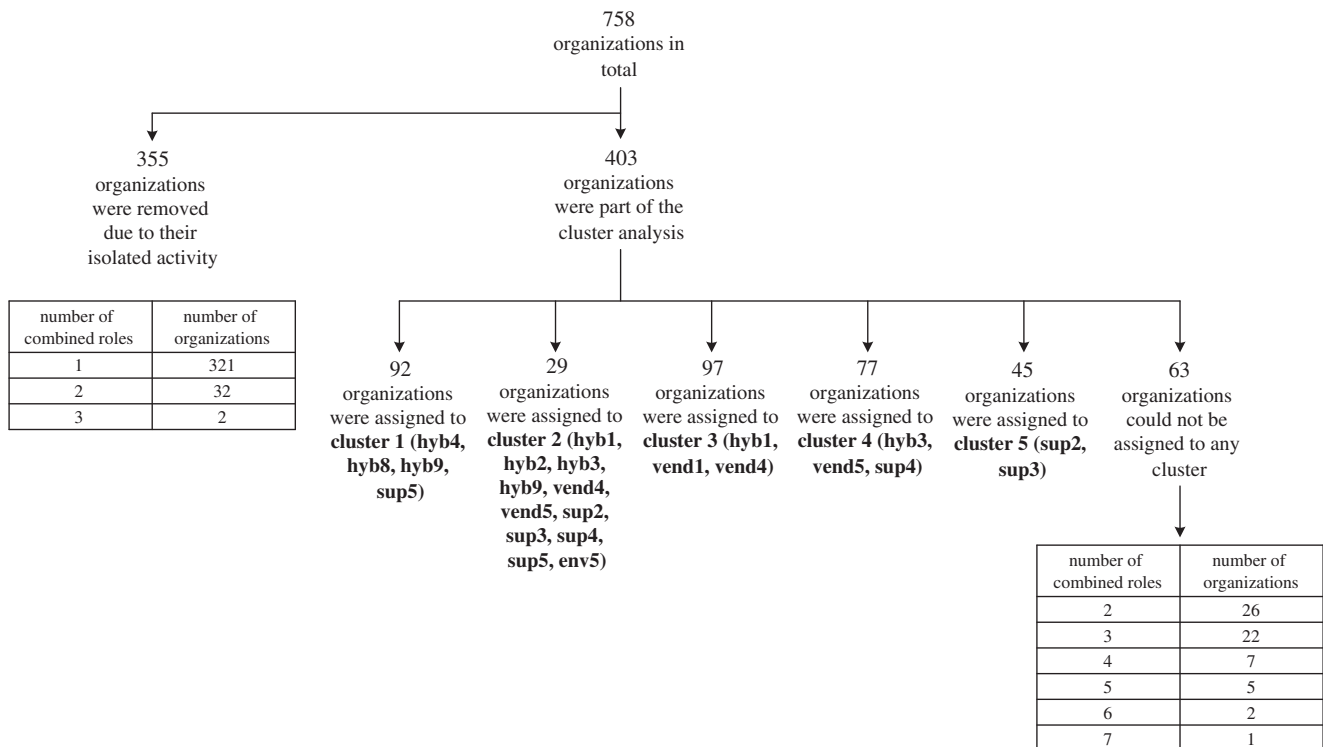 758
organizations in
total
355
organizations
were removed
due to their
isolated activity
403
organizations
were part of the
cluster analysis
number of combined roles number of organizations
1 321
2 32
3 2
92
organizations
were assigned to
cluster 1 (hyb4,
hyb8, hyb9,
sup5)
29
organizations
were assigned to
cluster 2 (hyb1,
hyb2, hyb3,
hyb9, vend4,
vend5, sup2,
sup3, sup4,
sup5, env5)
97
organizations
were assigned to
cluster 3 (hyb1,
vend1, vend4)
77
organizations
were assigned to
cluster 4 (hyb3,
vend5, sup4)
45
organizations
were assigned to
cluster 5 (sup2,
sup3)
63
organizations
could not be
assigned to any
cluster
number of combined roles number of organizations
2 26
3 22
4 7
5 5
6 2
7 1